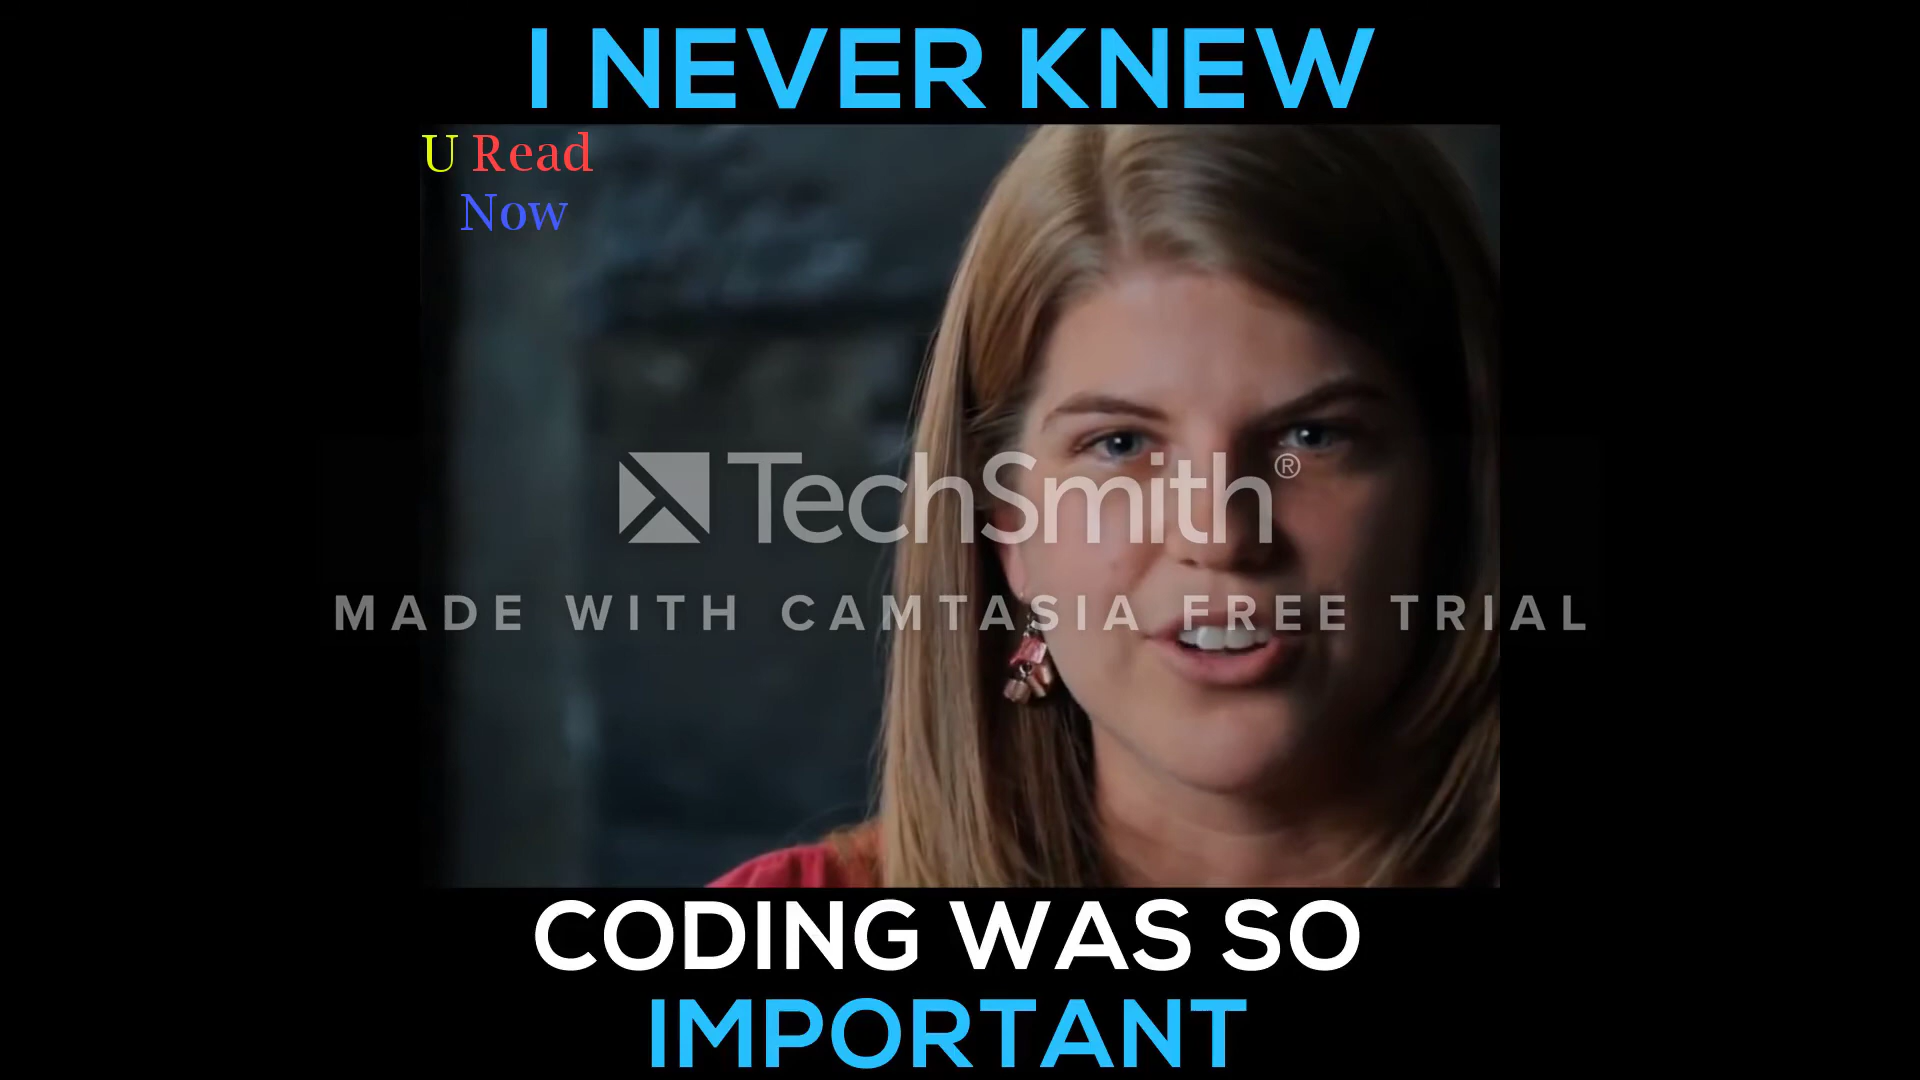 I NEVER KNEW
U Read
Now
TechSmith®
MADE WITH CAMTASIA FREE TRIAL
CODING WAS SO
IMPORTANT